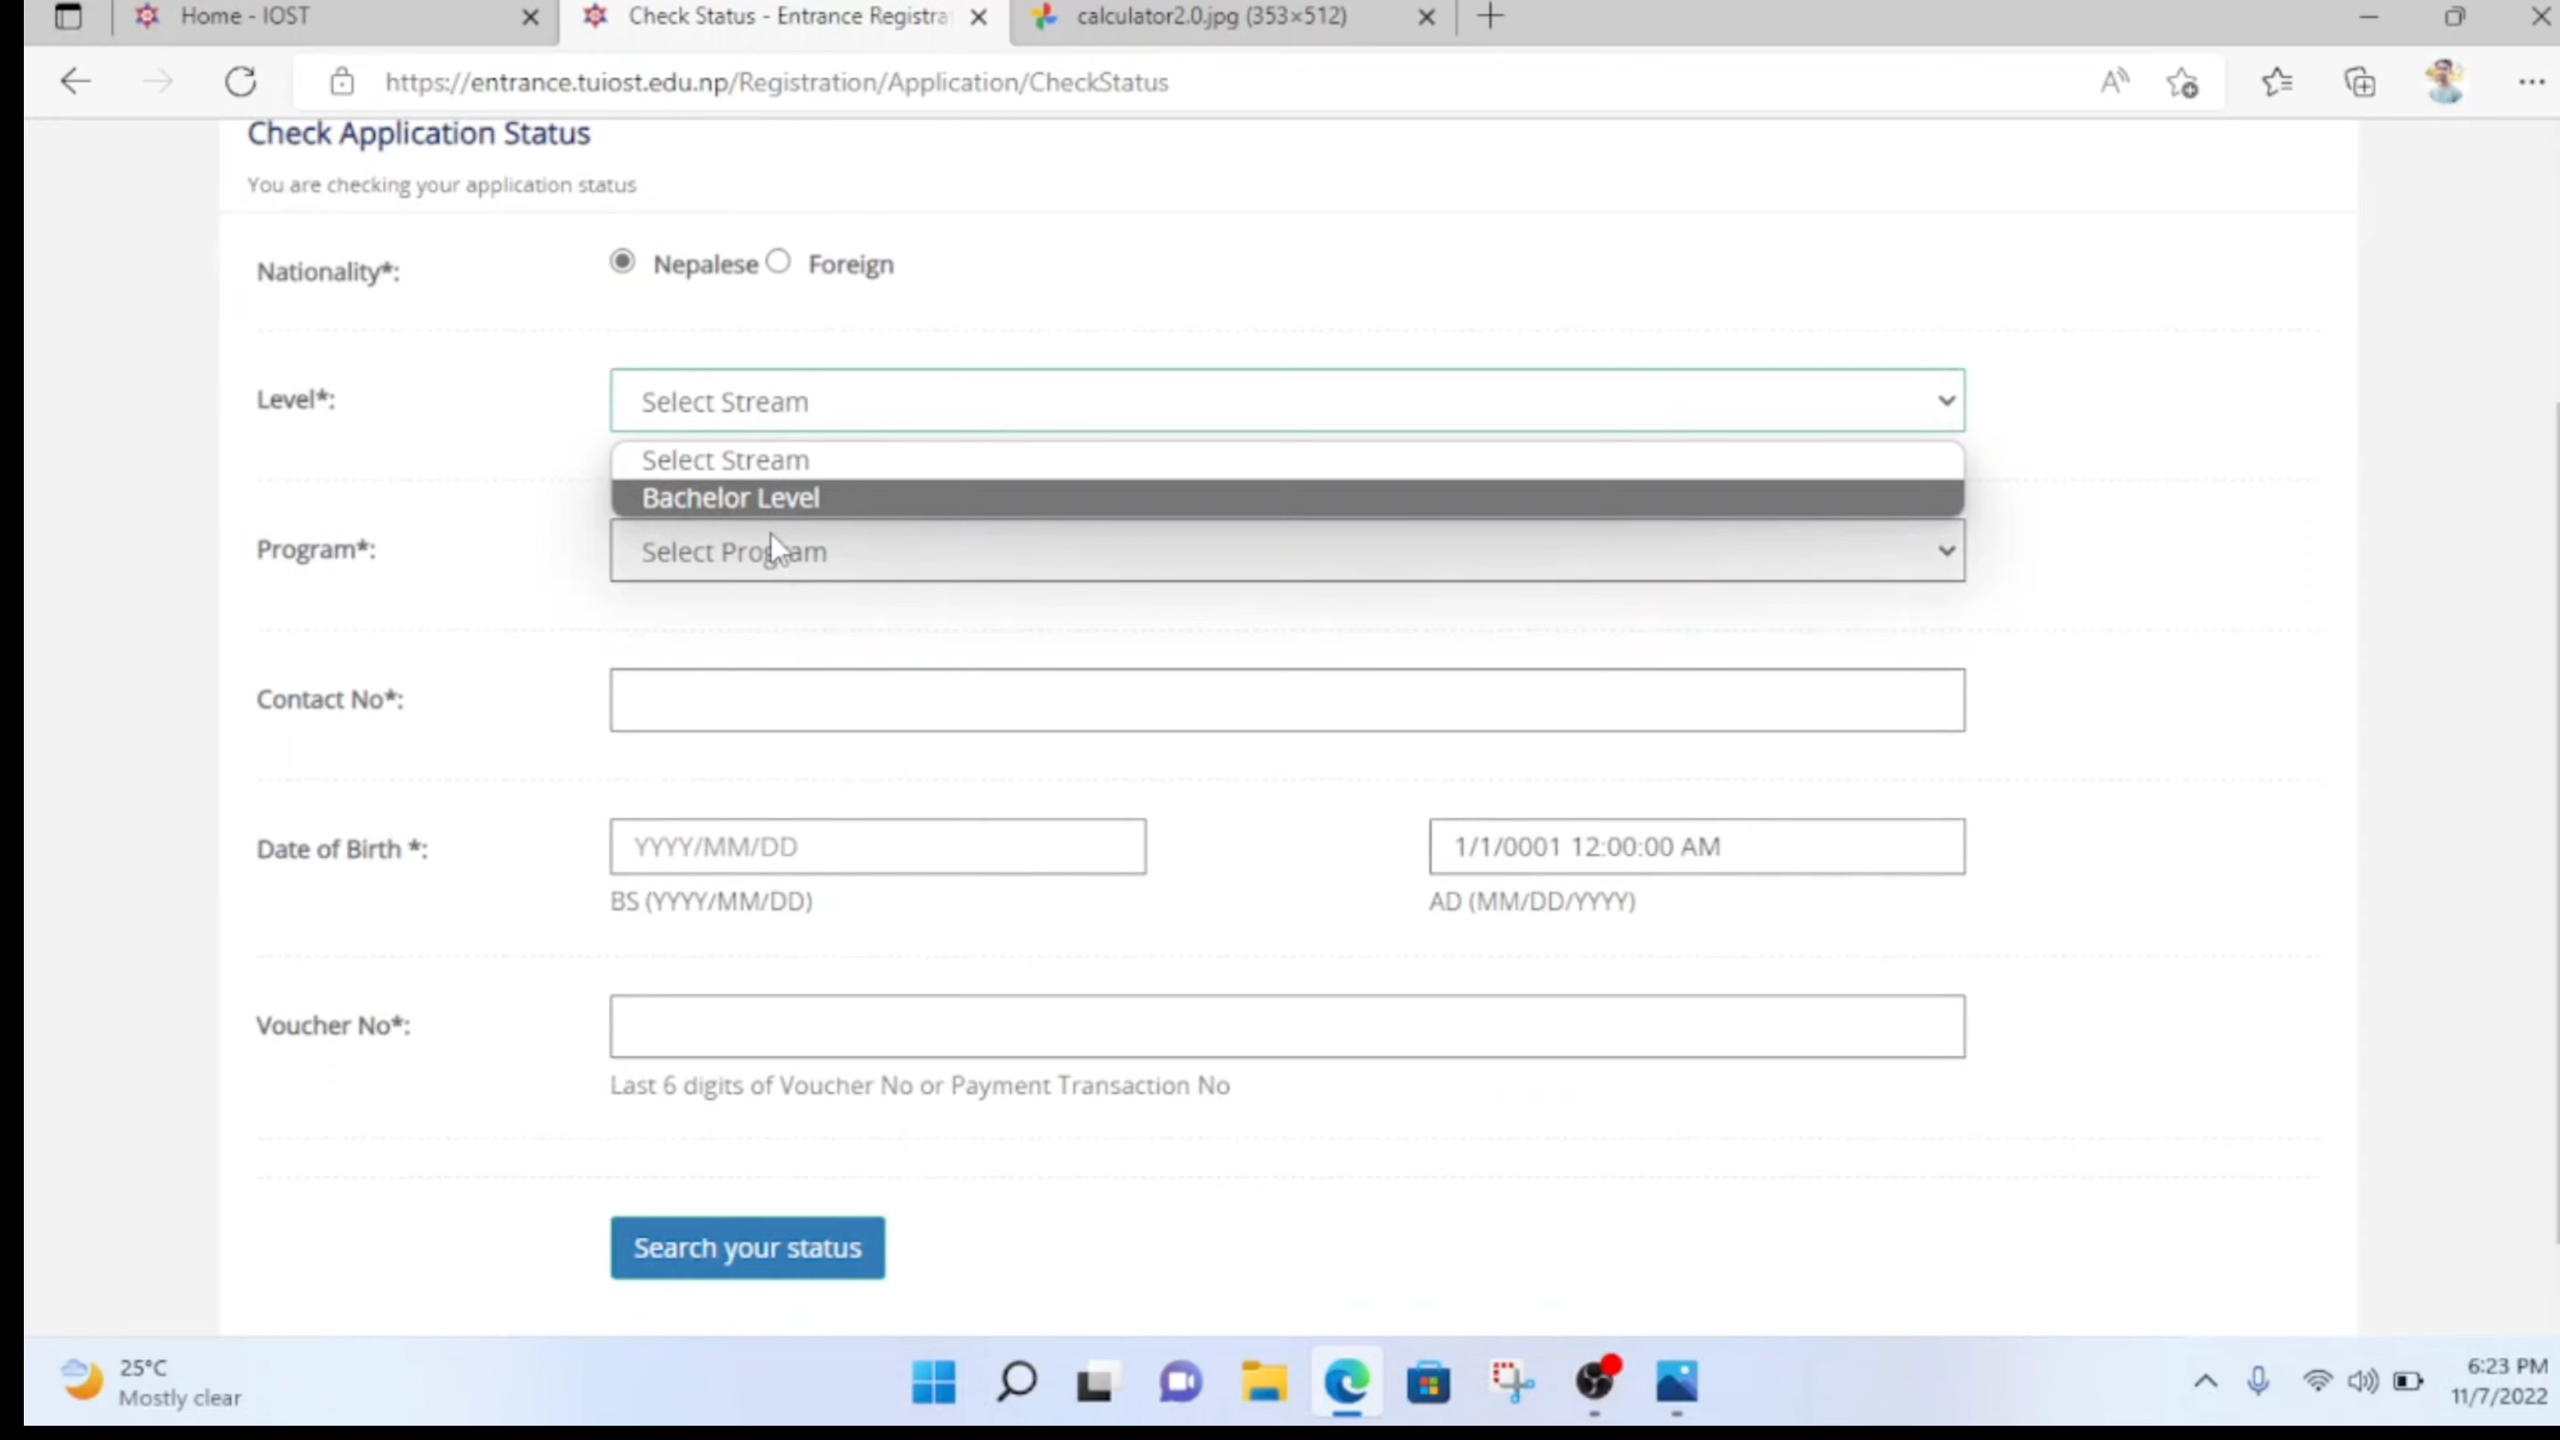 Home - IOST
Check Status - Entrance Registra
calculator2.0.jpg (353×512)
https://entrance.tuiost.edu.np/Registration/Application/CheckStatus
Check Application Status
You are checking your application status
Nationality*:
Nepalese
Foreign
Level*:
Select Stream
Select Stream
Bachelor Level
Program*:
Select Program
Contact No*:
Date of Birth *:
YYYY/MM/DD
1/1/0001 12:00:00 AM
BS (YYYY/MM/DD)
AD (MM/DD/YYYY)
Voucher No*:
Last 6 digits of Voucher No or Payment Transaction No
Search your status
25°C
Mostly clear
6:23 PM
11/7/2022